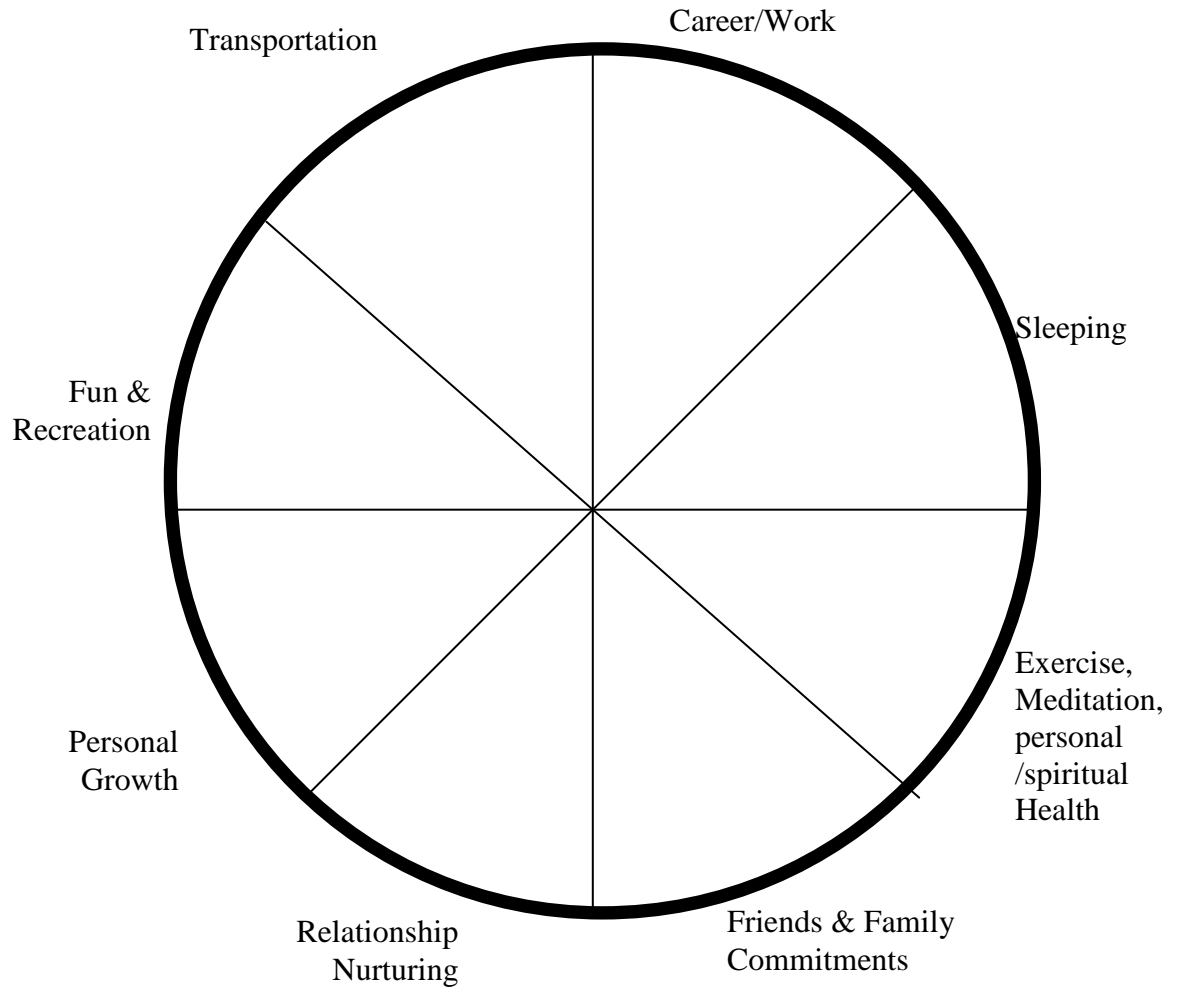 Career/Work
Transportation
Sleeping
Fun &
Recreation
Exercise,
Meditation,
personal
/spiritual
Health
Personal
Growth
Friends & Family
Commitments
Relationship
Nurturing